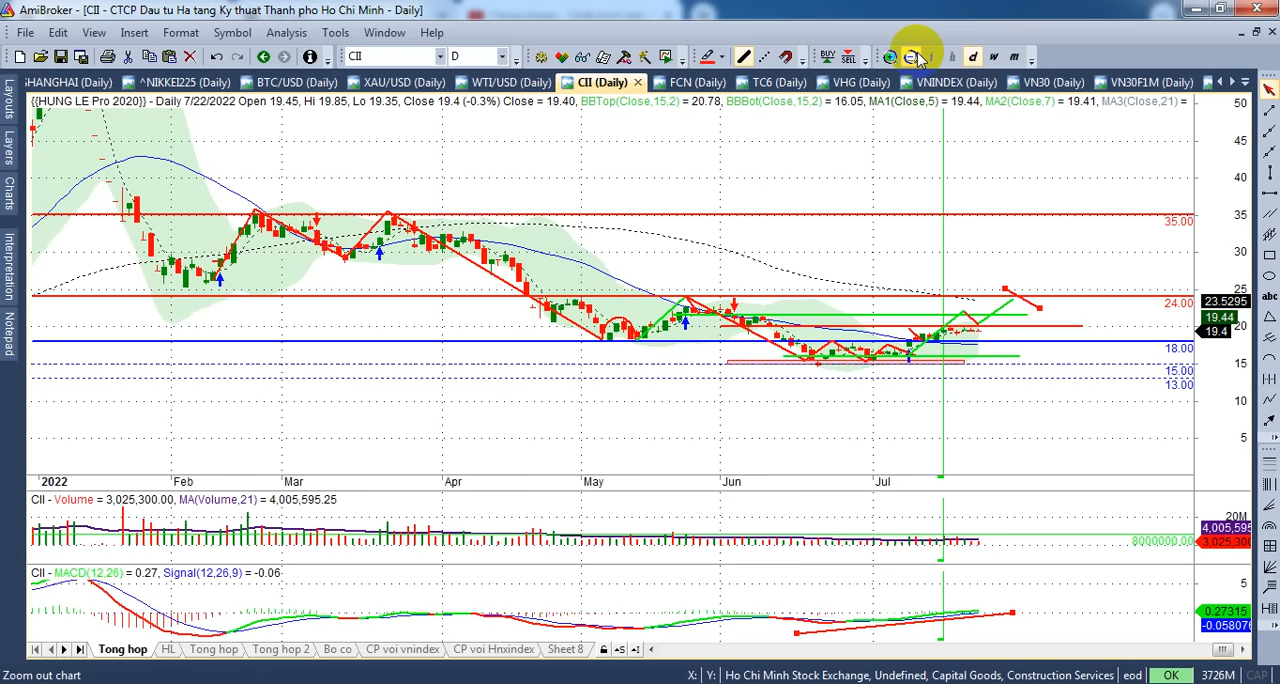 AmiBroker - [CII - CTCP Dau tu Ha tang Ky thuat Thanh pho Ho Chi Minh - Daily]
File Edit View Insert Format Symbol Analysis Tools Window Help
CII D BUY SELL h d w m
SHANGHAI (Daily) ^NIKKEI225 (Daily) BTC/USD (Daily) XAU/USD (Daily) WTI/USD (Daily) CII (Daily) FCN (Daily) TC6 (Daily) VHG (Daily) VNINDEX (Daily) VN30 (Daily) VN30F1M (Daily)
{{HUNG LE Pro 2020}} - Daily 7/22/2022 Open 19.45, Hi 19.85, Lo 19.35, Close 19.4 (-0.3%) Close = 19.40, BBTop(Close,15,2) = 20.78, BBBot(Close,15,2) = 16.05, MA1(Close,5) = 19.44, MA2(Close,7) = 19.41, MA3(Close,21) =
Layouts
Layers
Charts
Interpretation
Notepad
50
45
40
35
35.00
30
25
23.5295
24.00
19.44
20
19.4
18.00
15
15.00
13.00
10
5
2022 Feb Mar Apr May Jun Jul
CII - Volume = 3,025,300.00, MA(Volume,21) = 4,005,595.25
20M
4,005,595
8000000.00
3,025,300
CII - MACD(12,26) = 0.27, Signal(12,26,9) = -0.06
5
0.27315
-0.058076
abc
Tong hop HL Tong hop Tong hop 2 Bo co CP voi vnindex CP voi Hnxindex Sheet 8
Zoom out chart X: Y: Ho Chi Minh Stock Exchange, Undefined, Capital Goods, Construction Services eod OK 3726M CAP